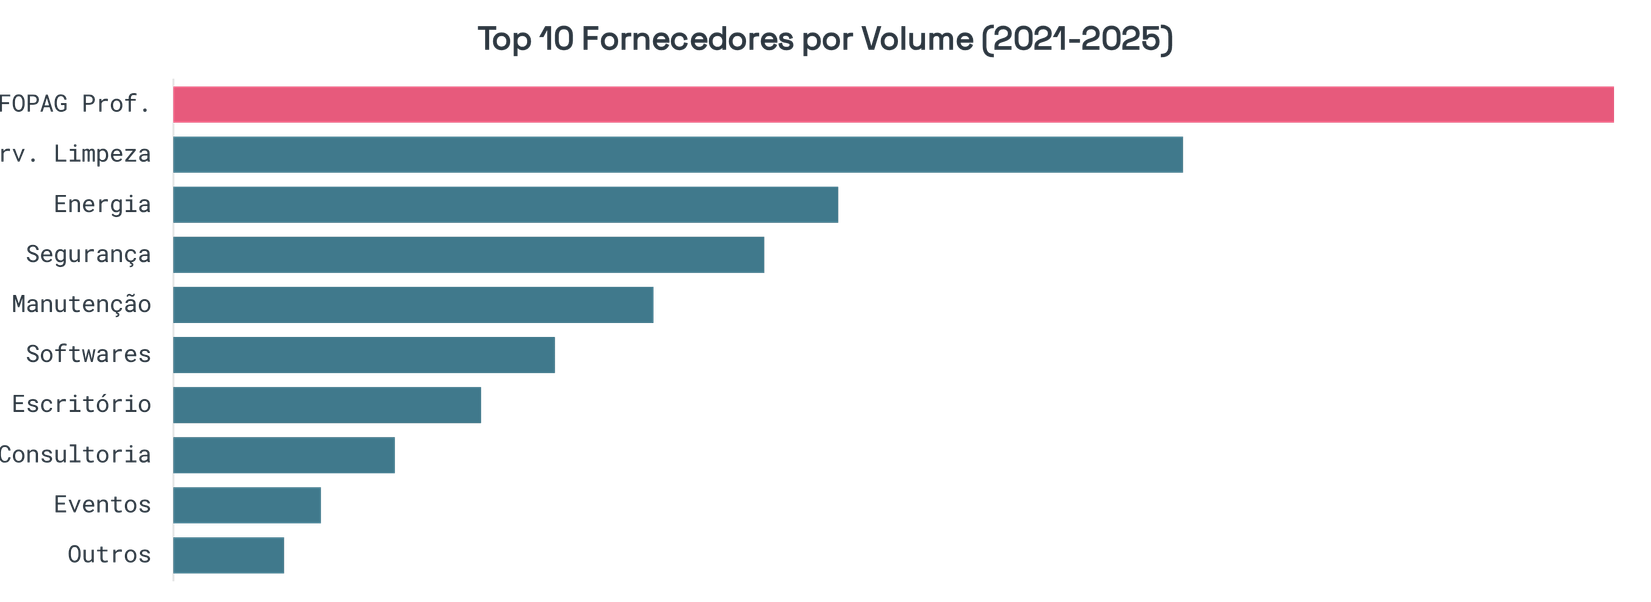 Top 10 Fornecedores por Volume (2021-2025)
FOPAG Prof.
rv. Limpeza
Energia
Segurança
Manutenção
Softwares
Escritório
Consultoria
Eventos
Outros